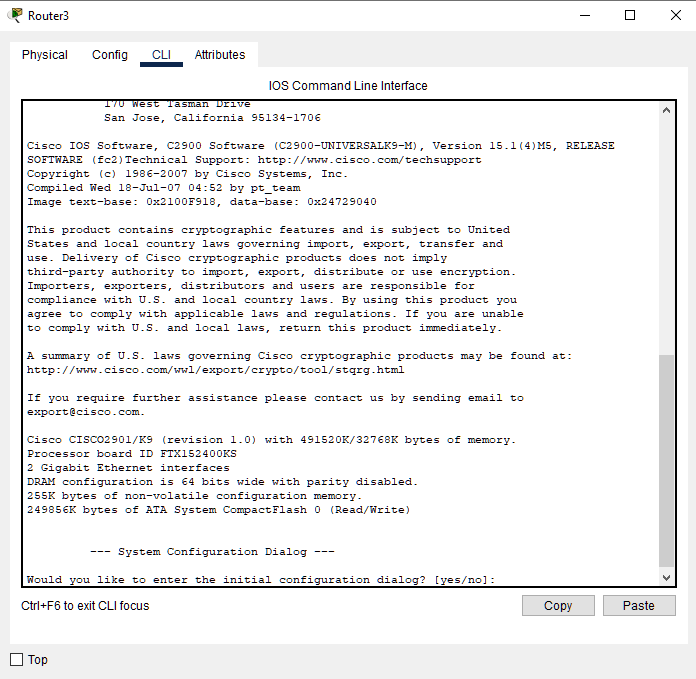 Router3
Physical Config CLI Attributes
IOS Command Line Interface
170 West Tasman Drive
San Jose, California 95134-1706
Cisco IOS Software, C2900 Software (C2900-UNIVERSALK9-M), Version 15.1(4)M5, RELEASE
SOFTWARE (fc2)Technical Support: http://www.cisco.com/techsupport
Copyright (c) 1986-2007 by Cisco Systems, Inc.
Compiled Wed 18-Jul-07 04:52 by pt_team
Image text-base: 0x2100F918, data-base: 0x24729040
This product contains cryptographic features and is subject to United
States and local country laws governing import, export, transfer and
use. Delivery of Cisco cryptographic products does not imply
third-party authority to import, export, distribute or use encryption.
Importers, exporters, distributors and users are responsible for
compliance with U.S. and local country laws. By using this product you
agree to comply with applicable laws and regulations. If you are unable
to comply with U.S. and local laws, return this product immediately.
A summary of U.S. laws governing Cisco cryptographic products may be found at:
http://www.cisco.com/wwl/export/crypto/tool/stqrg.html
If you require further assistance please contact us by sending email to
export@cisco.com.
Cisco CISCO2901/K9 (revision 1.0) with 491520K/32768K bytes of memory.
Processor board ID FTX152400KS
2 Gigabit Ethernet interfaces
DRAM configuration is 64 bits wide with parity disabled.
255K bytes of non-volatile configuration memory.
249856K bytes of ATA System CompactFlash 0 (Read/Write)
--- System Configuration Dialog ---
Would you like to enter the initial configuration dialog? [yes/no]:
Ctrl+F6 to exit CLI focus
Copy Paste
Top